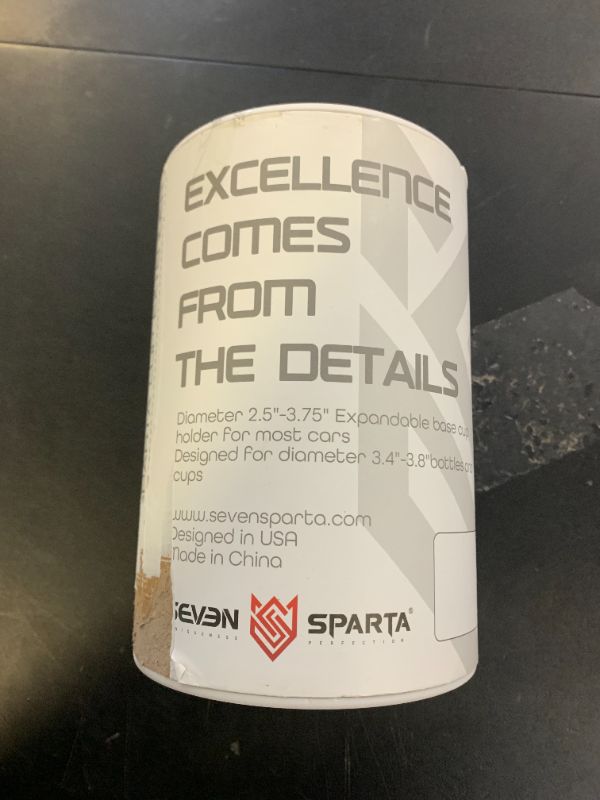 EXCELLENCE
COMES
FROM
THE DETAILS
Diameter 2.5"-3.75" Expandable base cup
holder for most cars
Designed for diameter 3.4"-3.8"bottles
cups
www.sevensparta.com
Designed in USA
Made in China
SEVEN SPARTA®
PERFECTION